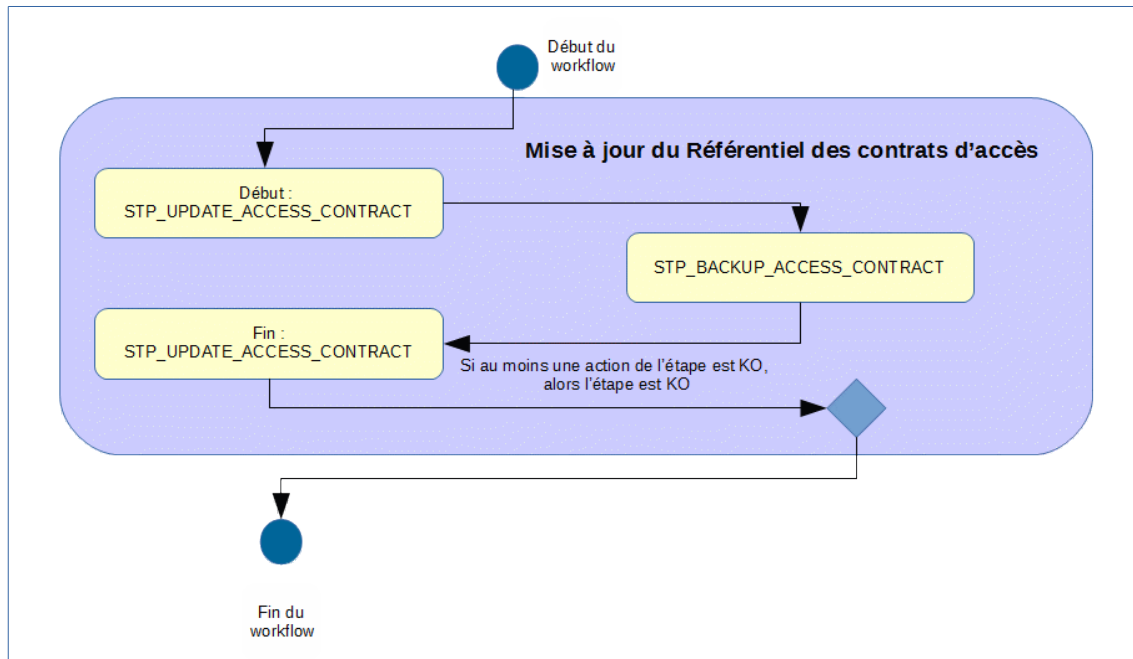 Début du
workflow
Mise à jour du Référentiel des contrats d’accès
Début :
STP_UPDATE_ACCESS_CONTRACT
STP_BACKUP_ACCESS_CONTRACT
Fin :
STP_UPDATE_ACCESS_CONTRACT
Si au moins une action de l’étape est KO,
alors l’étape est KO
Fin du
workflow